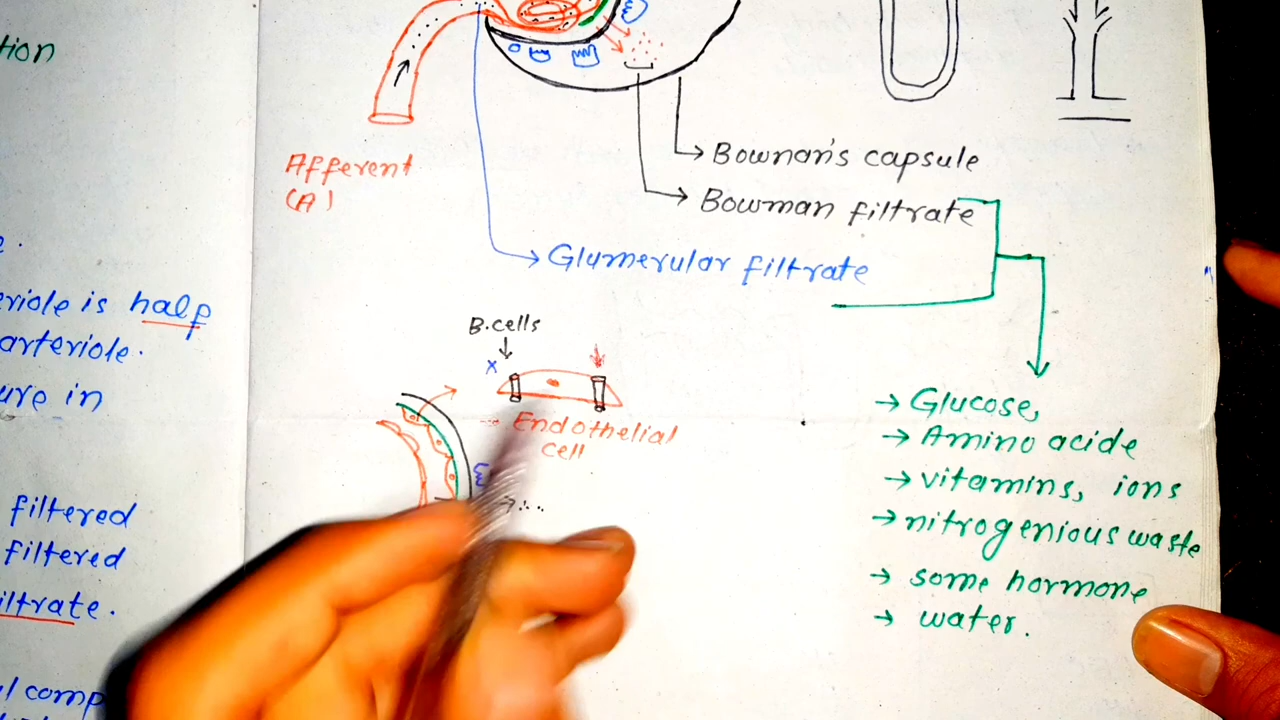 tion
Afferent
(A)
Bowman's capsule
Bowman filtrate
Glumerular filtrate
eriole is half
arteriole.
ure in
B.cells
x
Endothelial
cell
filtered
filtered
iltrate.
l comp
→ Glucose,
→ Amino acide
→ vitamins, ions
→ nitrogenious waste
→ some hormone
→ water.